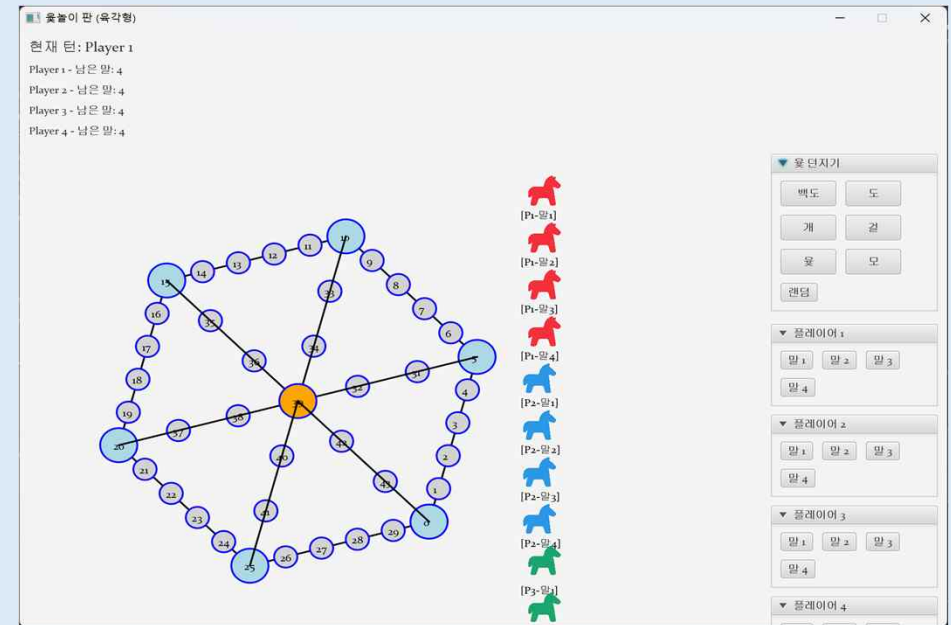 윷놀이 판 (육각형)
현재 턴: Player 1
Player 1 - 남은 말: 4
Player 2 - 남은 말: 4
Player 3 - 남은 말: 4
Player 4 - 남은 말: 4
윷 던지기
백도 도
개 걸
윷 모
랜덤
플레이어 1
말 1 말 2 말 3
말 4
플레이어 2
말 1 말 2 말 3
말 4
플레이어 3
말 1 말 2 말 3
말 4
플레이어 4
[P1-말1]
[P1-말2]
[P1-말3]
[P1-말4]
[P2-말1]
[P2-말2]
[P2-말3]
[P2-말4]
[P3-말1]
10
11
9
12
13
14
15
8
33
35
16
7
6
34
17
36
5
31
18
32
4
19
38
3
37
20
42
40
2
21
43
1
22
41
23
0
29
24
28
27
26
25